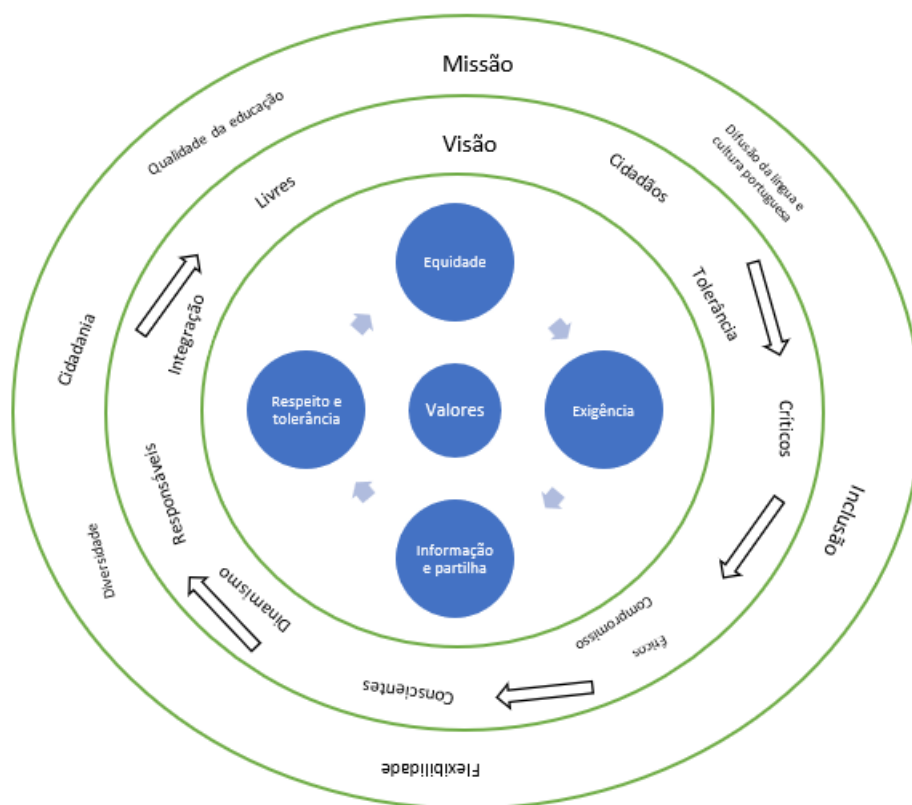 Missão
Qualidade da educação
Difusão da língua e
cultura portuguesa
Cidadania
Inclusão
Diversidade
Flexibilidade
Visão
Livres
Cidadãos
Integração
Tolerância
Críticos
Responsáveis
Dinamismo
Compromisso
Éticos
Conscientes
Equidade
Respeito e
tolerância
Valores
Exigência
Informação
e partilha